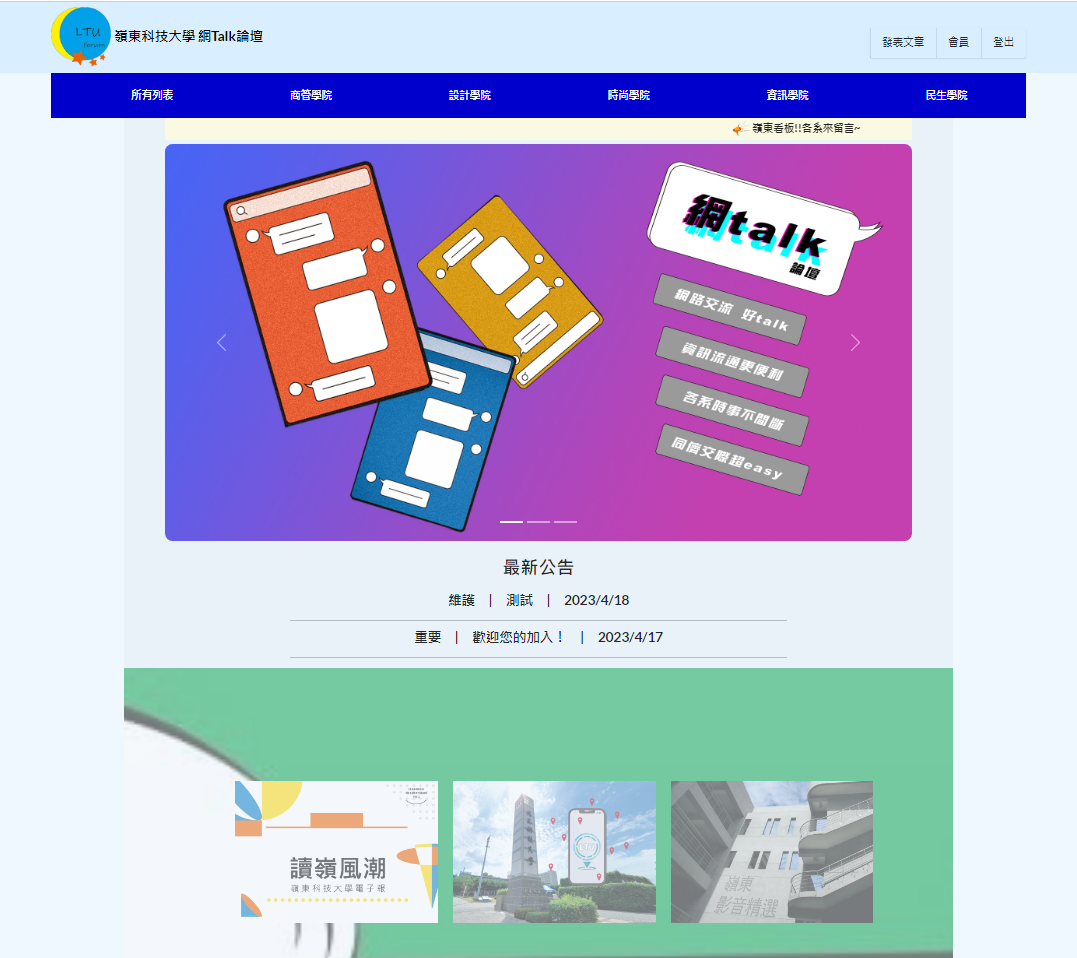 LTU
forum
嶺東科技大學 網Talk論壇
發表文章
會員
登出
所有列表
商管學院
設計學院
時尚學院
資訊學院
民生學院
嶺東看板!!各系來留言~
網talk
論壇
網路交流 好talk
資訊流通更便利
各系時事不間斷
同儕交際超easy
最新公告
維護 | 測試 | 2023/4/18
重要 | 歡迎您的加入！ | 2023/4/17
讀嶺風潮
嶺東科技大學電子報
嶺東
影音精選